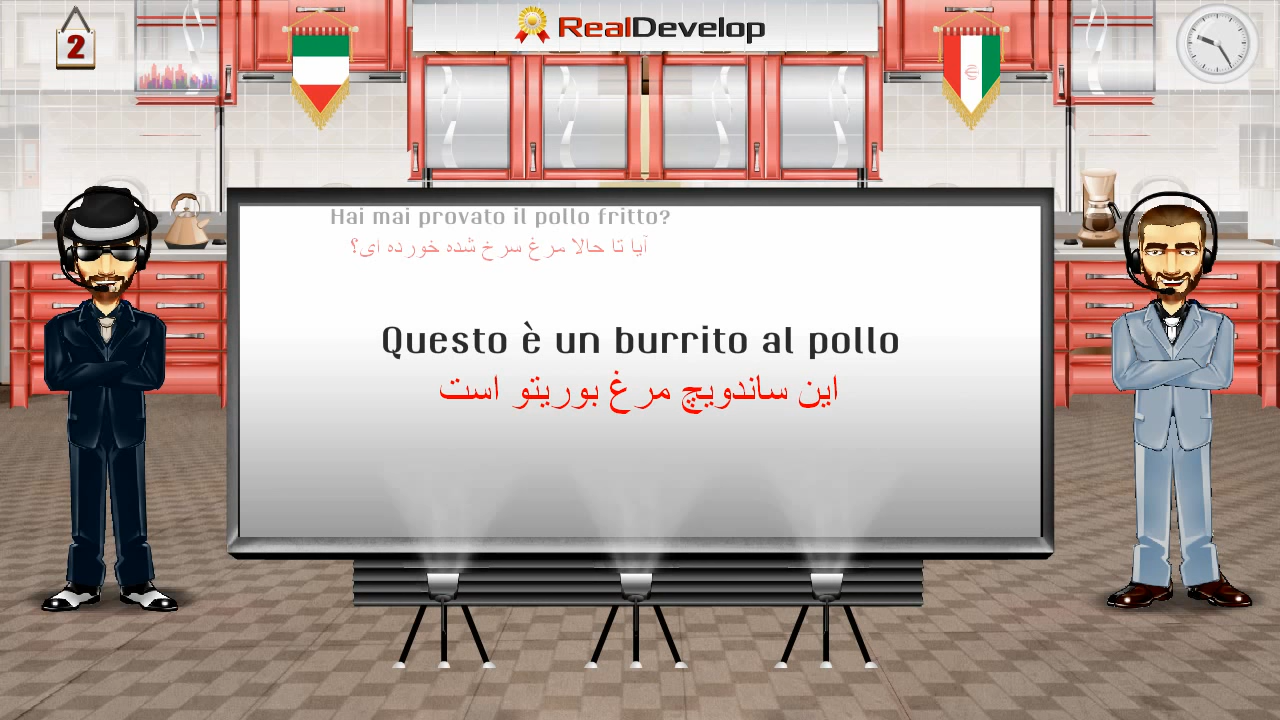 2
RealDevelop
Hai mai provato il pollo fritto?
آیا تا حالا مرغ سرخ شده خورده ای؟
Questo è un burrito al pollo
این ساندویچ مرغ بوریتو است